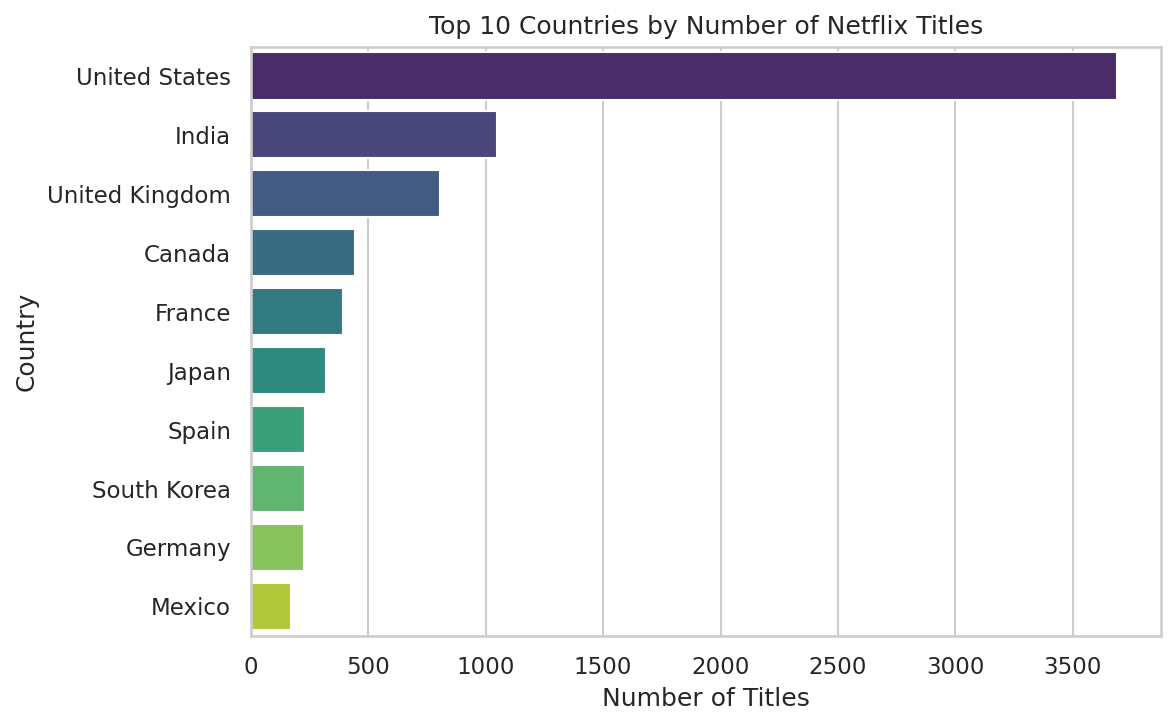 Top 10 Countries by Number of Netflix Titles
United States
India
United Kingdom
Canada
France
Japan
Spain
South Korea
Germany
Mexico
Country
0 500 1000 1500 2000 2500 3000 3500
Number of Titles